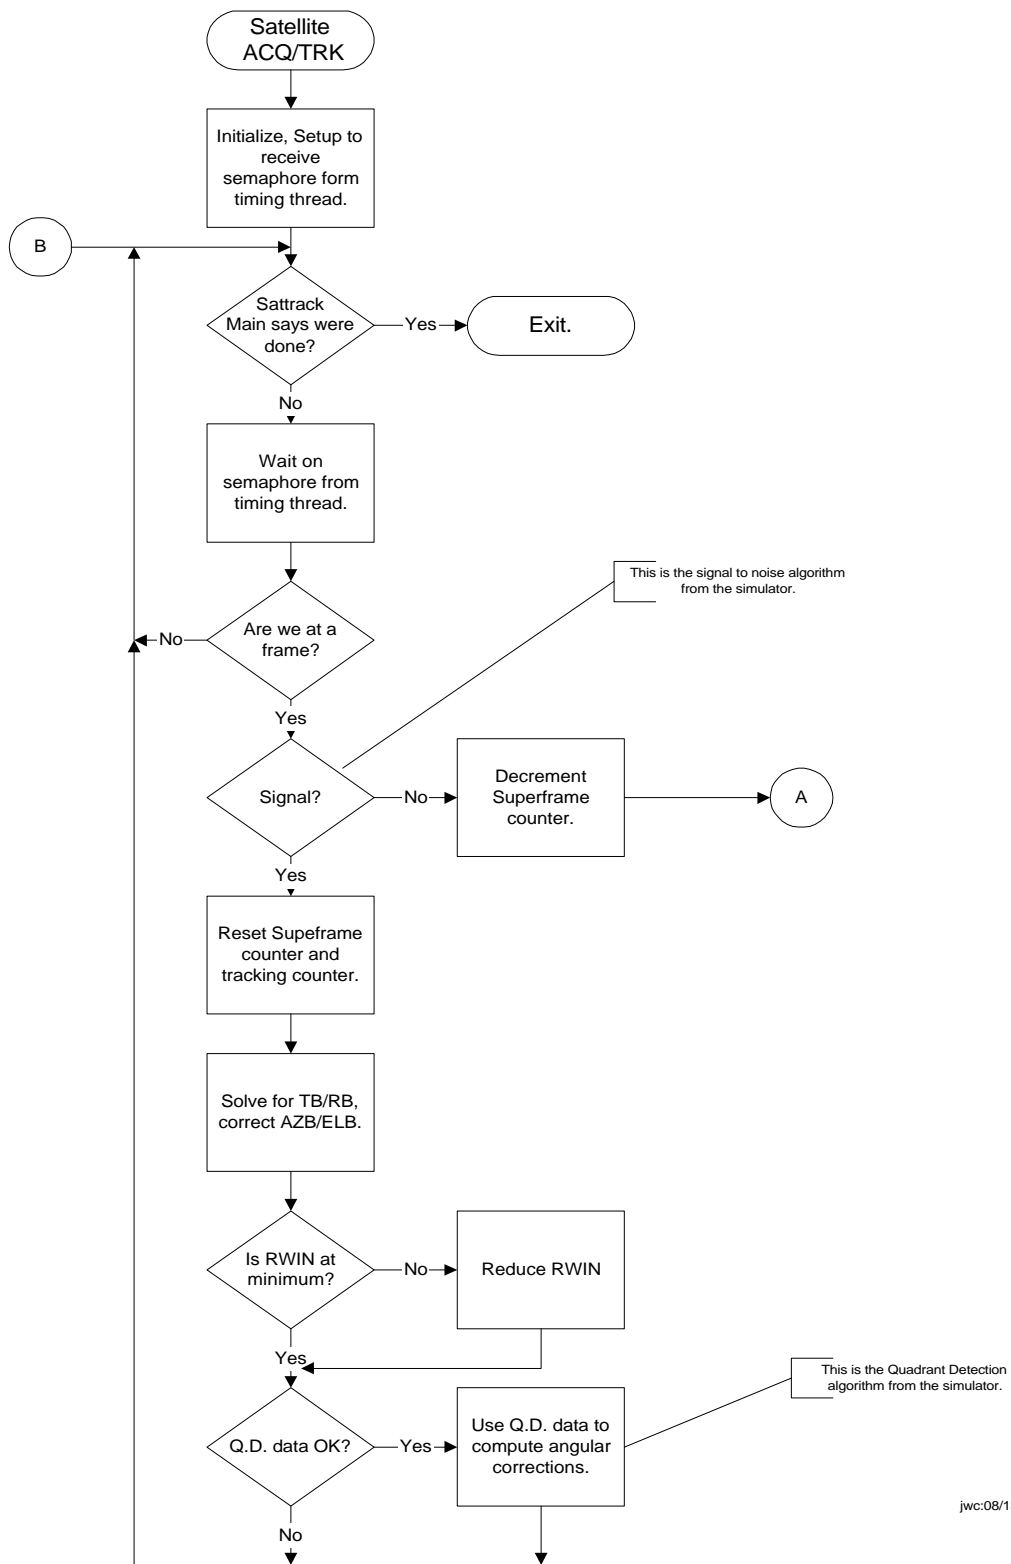 Satellite
ACQ/TRK
Initialize, Setup to
receive
semaphore form
timing thread.
B
Sattrack
Main says were
done?
Yes
Exit.
No
Wait on
semaphore from
timing thread.
This is the signal to noise algorithm
from the simulator.
Are we at a
frame?
No
Yes
Signal?
No
Decrement
Superframe
counter.
A
Yes
Reset Supeframe
counter and
tracking counter.
Solve for TB/RB,
correct AZB/ELB.
Is RWIN at
minimum?
No
Reduce RWIN
Yes
This is the Quadrant Detection
algorithm from the simulator.
Q.D. data OK?
Yes
Use Q.D. data to
compute angular
corrections.
No
jwc:08/1